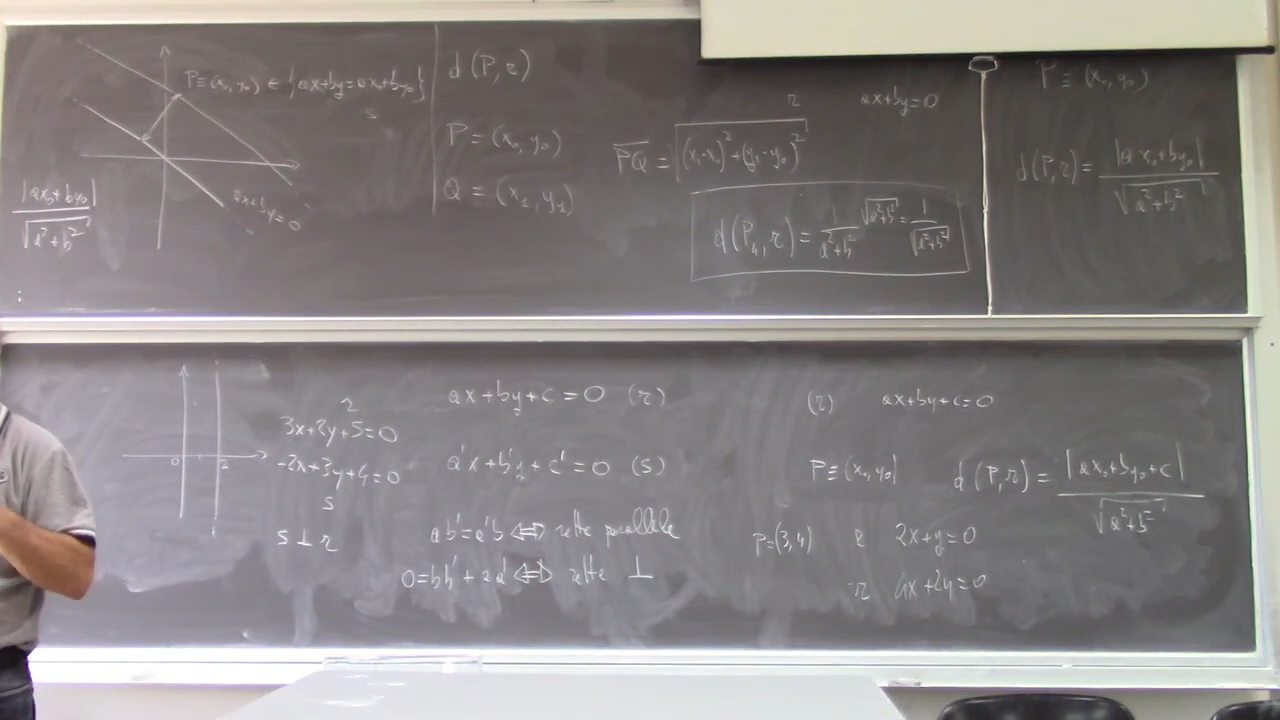 P≡(x₀, y₀) ∈ {ax+by=ax₀+by₀}
s
ax+by=0
|ax₀+by₀|
√(a²+b²)
d(P,r)
P = (x₀, y₀)
Q = (x₁, y₁)
r ax+by=0
PQ = √((x₁-x₀)²+(y₁-y₀)²)
d(P₁, r) = 1/(a²+b²) √(a²+b²) = 1/√(a²+b²)
P ≡ (x₀, y₀)
d(P,r) = |ax₀+by₀|/√(a²+b²)
0 2
r
3x+2y+5=0
-2x+3y+4=0
s
s ⊥ r
ax+by+c=0 (r)
a'x+b'y+c'=0 (s)
ab'=a'b ⇔ rette parallele
0=bb'+aa' ⇔ rette ⊥
(r) ax+by+c=0
P≡(x₀,y₀) d(P,r) = |ax₀+by₀+c|/√(a²+b²)
P=(3,4) r 2x+y=0
r 4x+2y=0